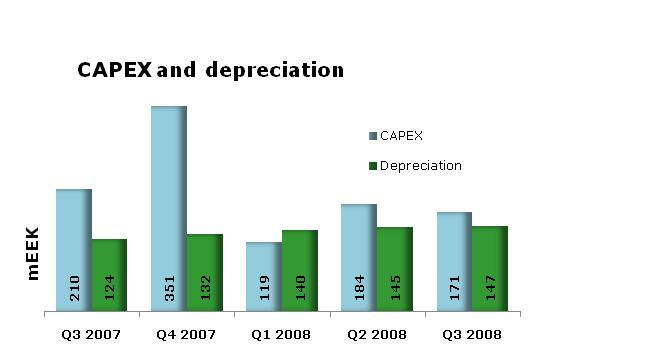 CAPEX and depreciation
CAPEX
Depreciation
mEEK
210 124 351 132 119 140 184 145 171 147
Q3 2007 Q4 2007 Q1 2008 Q2 2008 Q3 2008